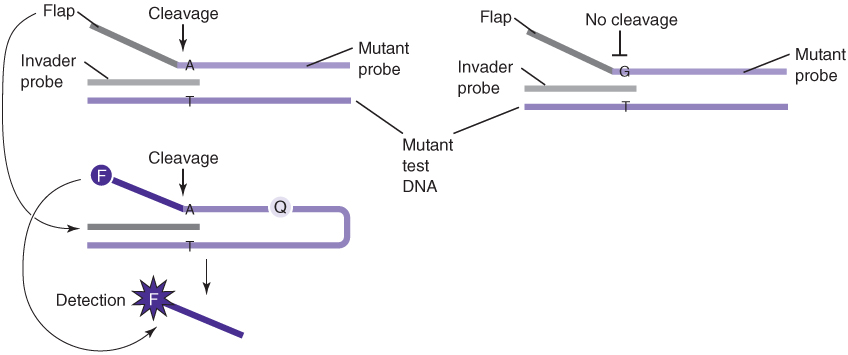 Flap
Cleavage
A
Mutant
probe
Invader
probe
T
Flap
No cleavage
G
Mutant
probe
Invader
probe
T
Mutant
test
DNA
Cleavage
F
A
Q
T
Detection
F